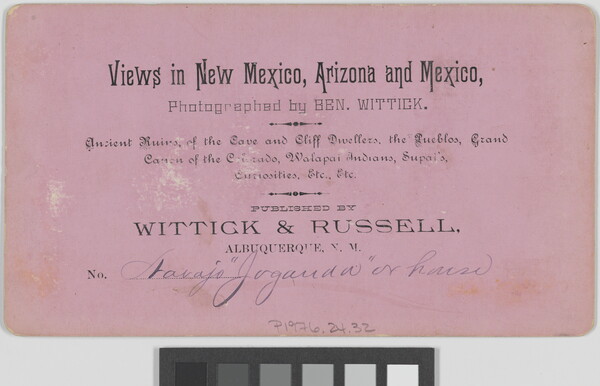 Views in New Mexico, Arizona and Mexico,
Photographed by BEN. WITTICK.
Ancient Ruins, of the Cave and Cliff Dwellers, the Pueblos, Grand
Canon of the Colorado, Walapai Indians, Supai's,
Curiosities, Etc., Etc.
PUBLISHED BY
WITTICK & RUSSELL,
ALBUQUERQUE, N. M.
No. Navajo "Joganda" or house
P1976.24.32